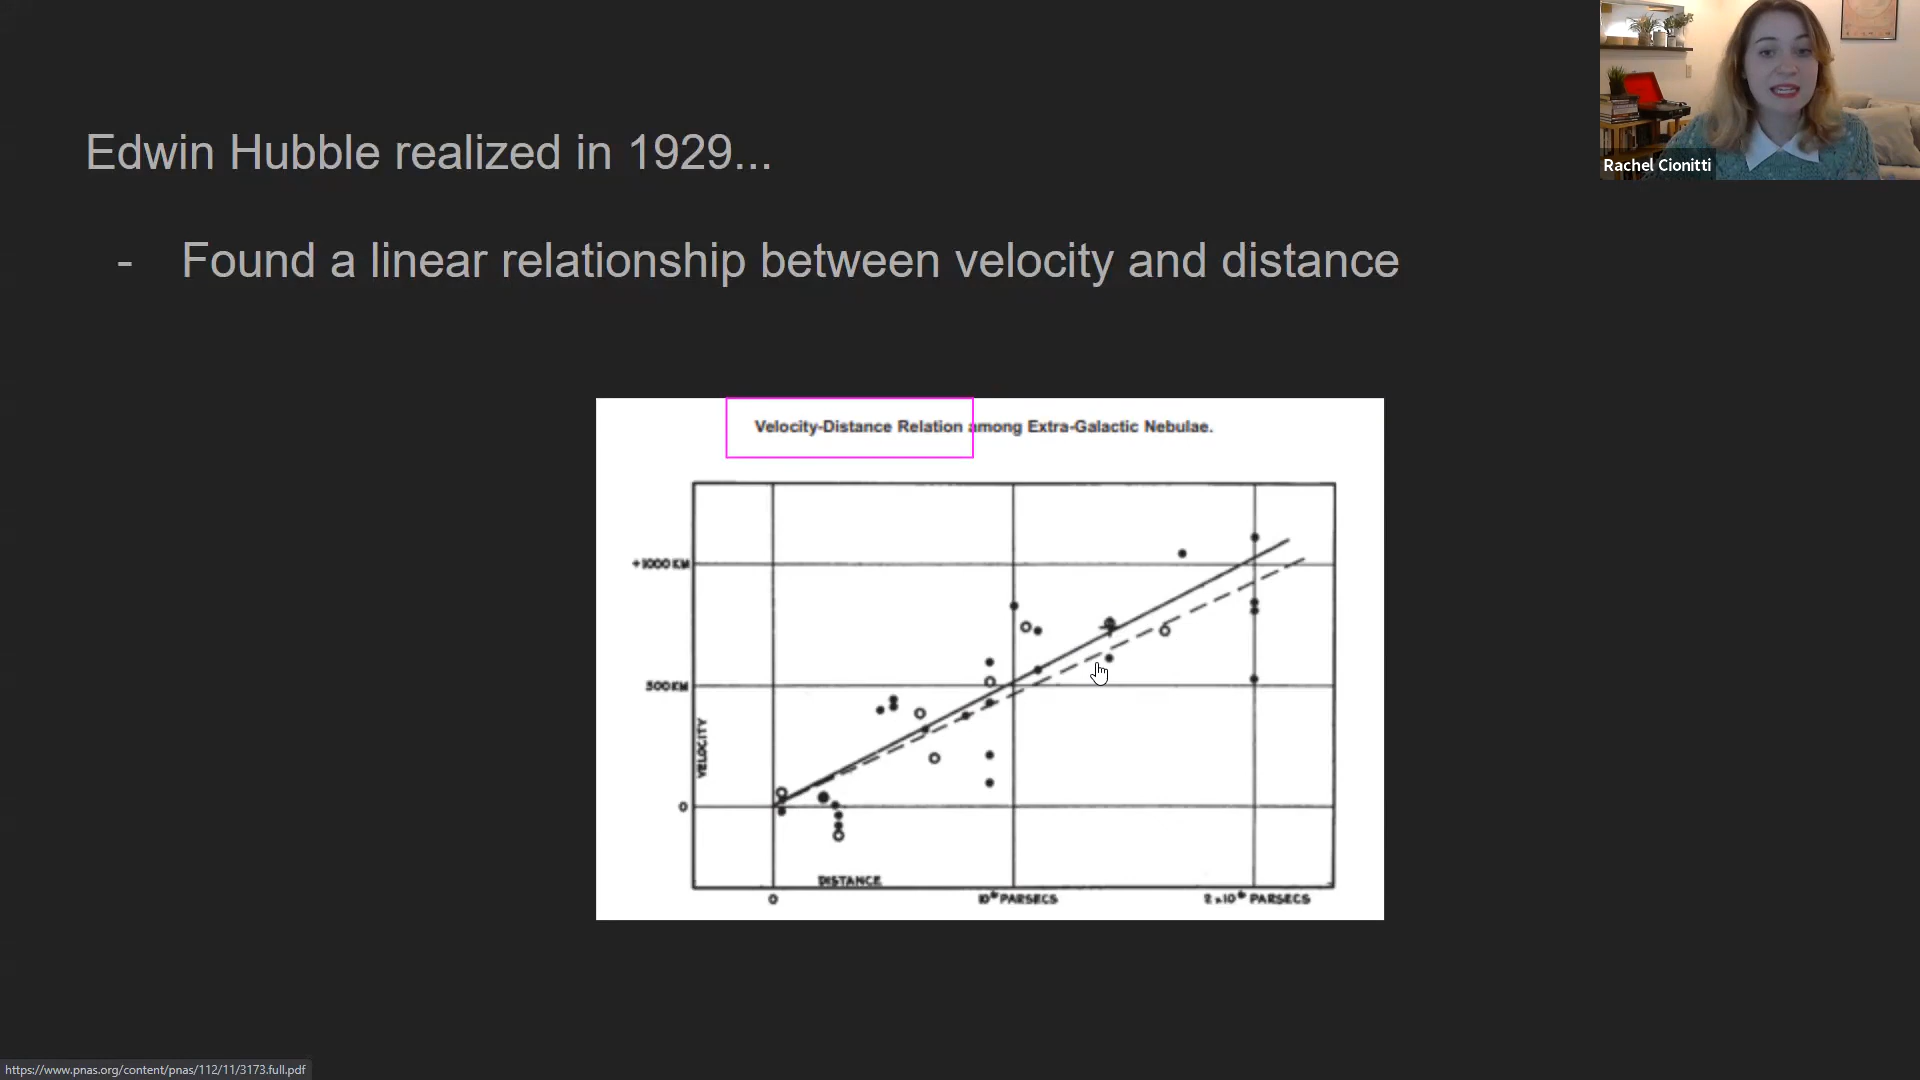 Edwin Hubble realized in 1929...
Rachel Cionitti
- Found a linear relationship between velocity and distance
Velocity-Distance Relation among Extra-Galactic Nebulae.
+1000 KM
500 KM
VELOCITY
0
DISTANCE
0
10⁶ PARSECS
2×10⁶ PARSECS
https://www.pnas.org/content/pnas/112/11/3173.full.pdf